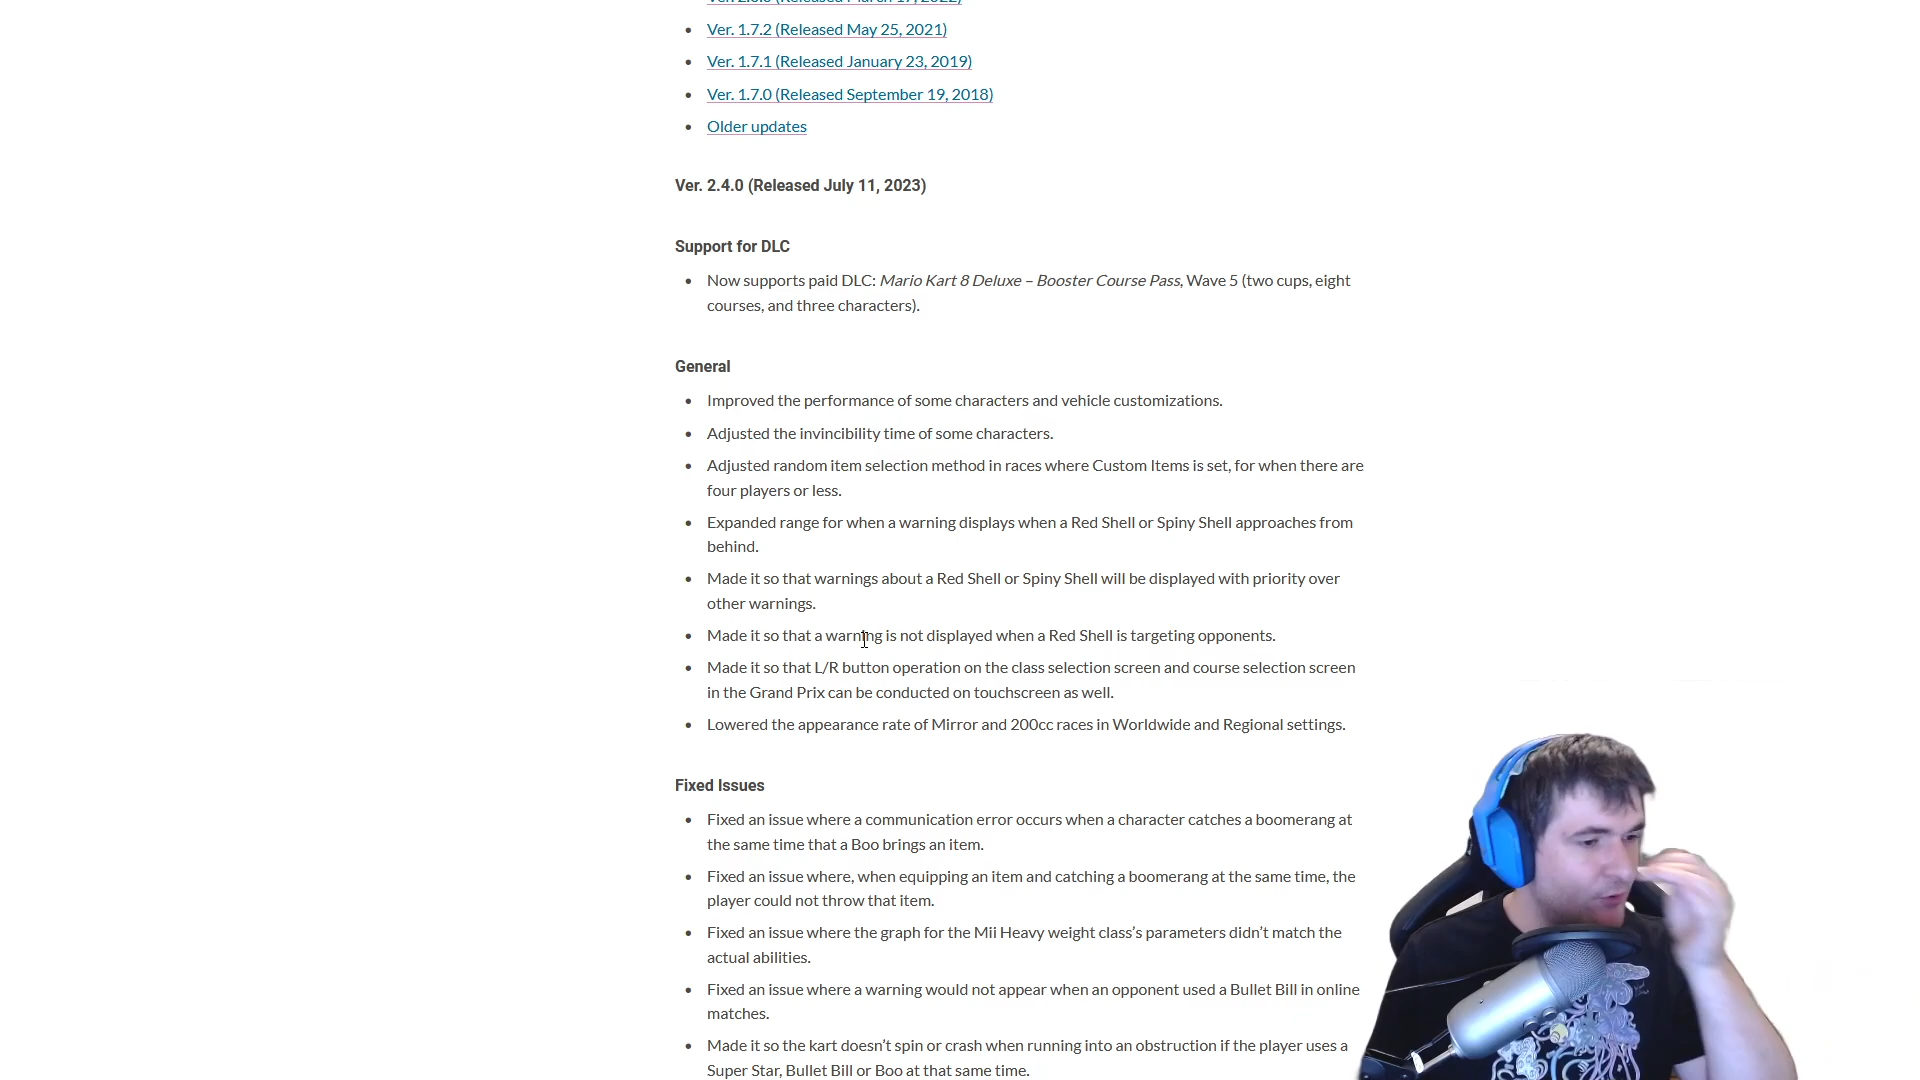 Ver. 1.7.2 (Released May 25, 2021)
Ver. 1.7.1 (Released January 23, 2019)
Ver. 1.7.0 (Released September 19, 2018)
Older updates
Ver. 2.4.0 (Released July 11, 2023)
Support for DLC
Now supports paid DLC: Mario Kart 8 Deluxe – Booster Course Pass, Wave 5 (two cups, eight
courses, and three characters).
General
Improved the performance of some characters and vehicle customizations.
Adjusted the invincibility time of some characters.
Adjusted random item selection method in races where Custom Items is set, for when there are
four players or less.
Expanded range for when a warning displays when a Red Shell or Spiny Shell approaches from
behind.
Made it so that warnings about a Red Shell or Spiny Shell will be displayed with priority over
other warnings.
Made it so that a warning is not displayed when a Red Shell is targeting opponents.
Made it so that L/R button operation on the class selection screen and course selection screen
in the Grand Prix can be conducted on touchscreen as well.
Lowered the appearance rate of Mirror and 200cc races in Worldwide and Regional settings.
Fixed Issues
Fixed an issue where a communication error occurs when a character catches a boomerang at
the same time that a Boo brings an item.
Fixed an issue where, when equipping an item and catching a boomerang at the same time, the
player could not throw that item.
Fixed an issue where the graph for the Mii Heavy weight class’s parameters didn’t match the
actual abilities.
Fixed an issue where a warning would not appear when an opponent used a Bullet Bill in online
matches.
Made it so the kart doesn’t spin or crash when running into an obstruction if the player uses a
Super Star, Bullet Bill or Boo at that same time.